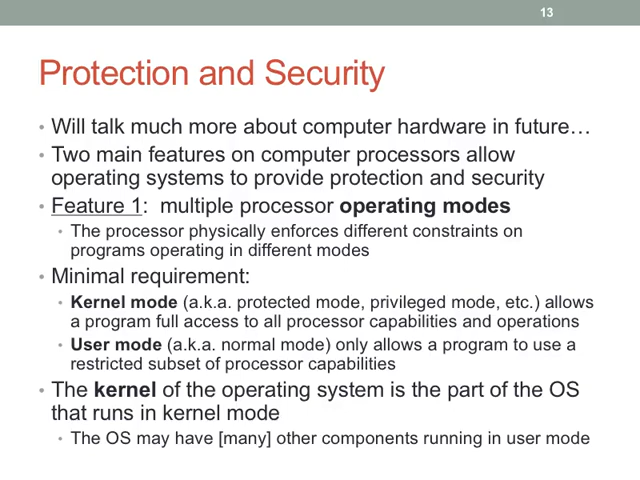 13
Protection and Security
• Will talk much more about computer hardware in future…
• Two main features on computer processors allow
operating systems to provide protection and security
• Feature 1:  multiple processor operating modes
• The processor physically enforces different constraints on
programs operating in different modes
• Minimal requirement:
• Kernel mode (a.k.a. protected mode, privileged mode, etc.) allows
a program full access to all processor capabilities and operations
• User mode (a.k.a. normal mode) only allows a program to use a
restricted subset of processor capabilities
• The kernel of the operating system is the part of the OS
that runs in kernel mode
• The OS may have [many] other components running in user mode